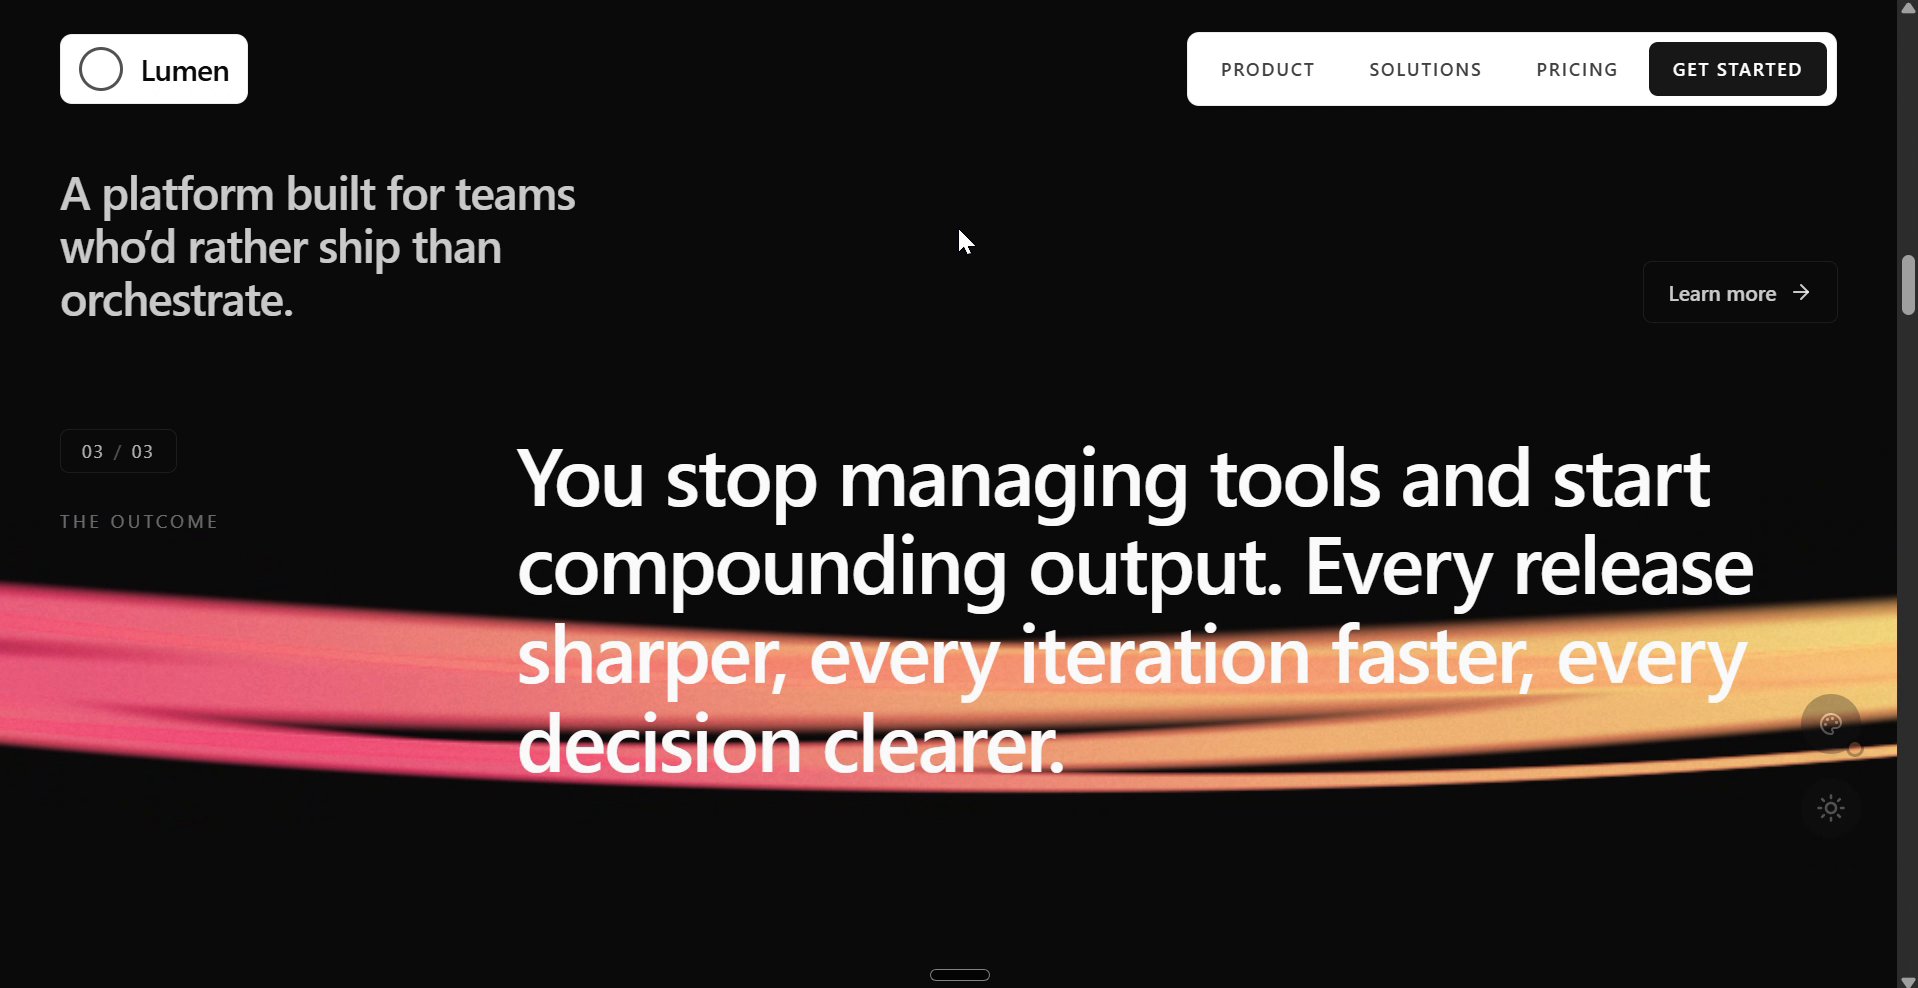 Lumen
PRODUCT
SOLUTIONS
PRICING
GET STARTED
A platform built for teams
who’d rather ship than
orchestrate.
Learn more →
03 / 03
THE OUTCOME
You stop managing tools and start
compounding output. Every release
sharper, every iteration faster, every
decision clearer.